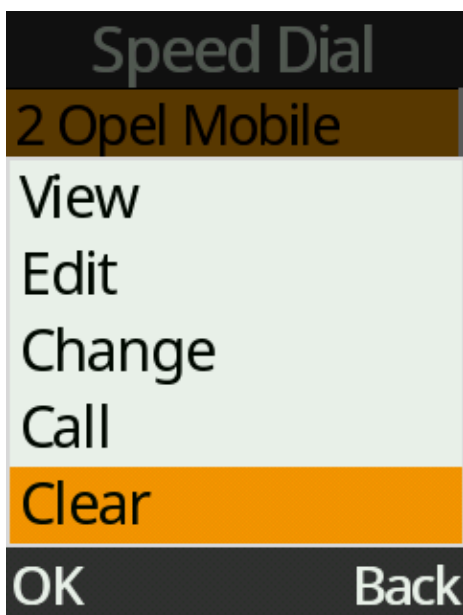 Speed Dial
2 Opel Mobile
View
Edit
Change
Call
Clear
OK Back